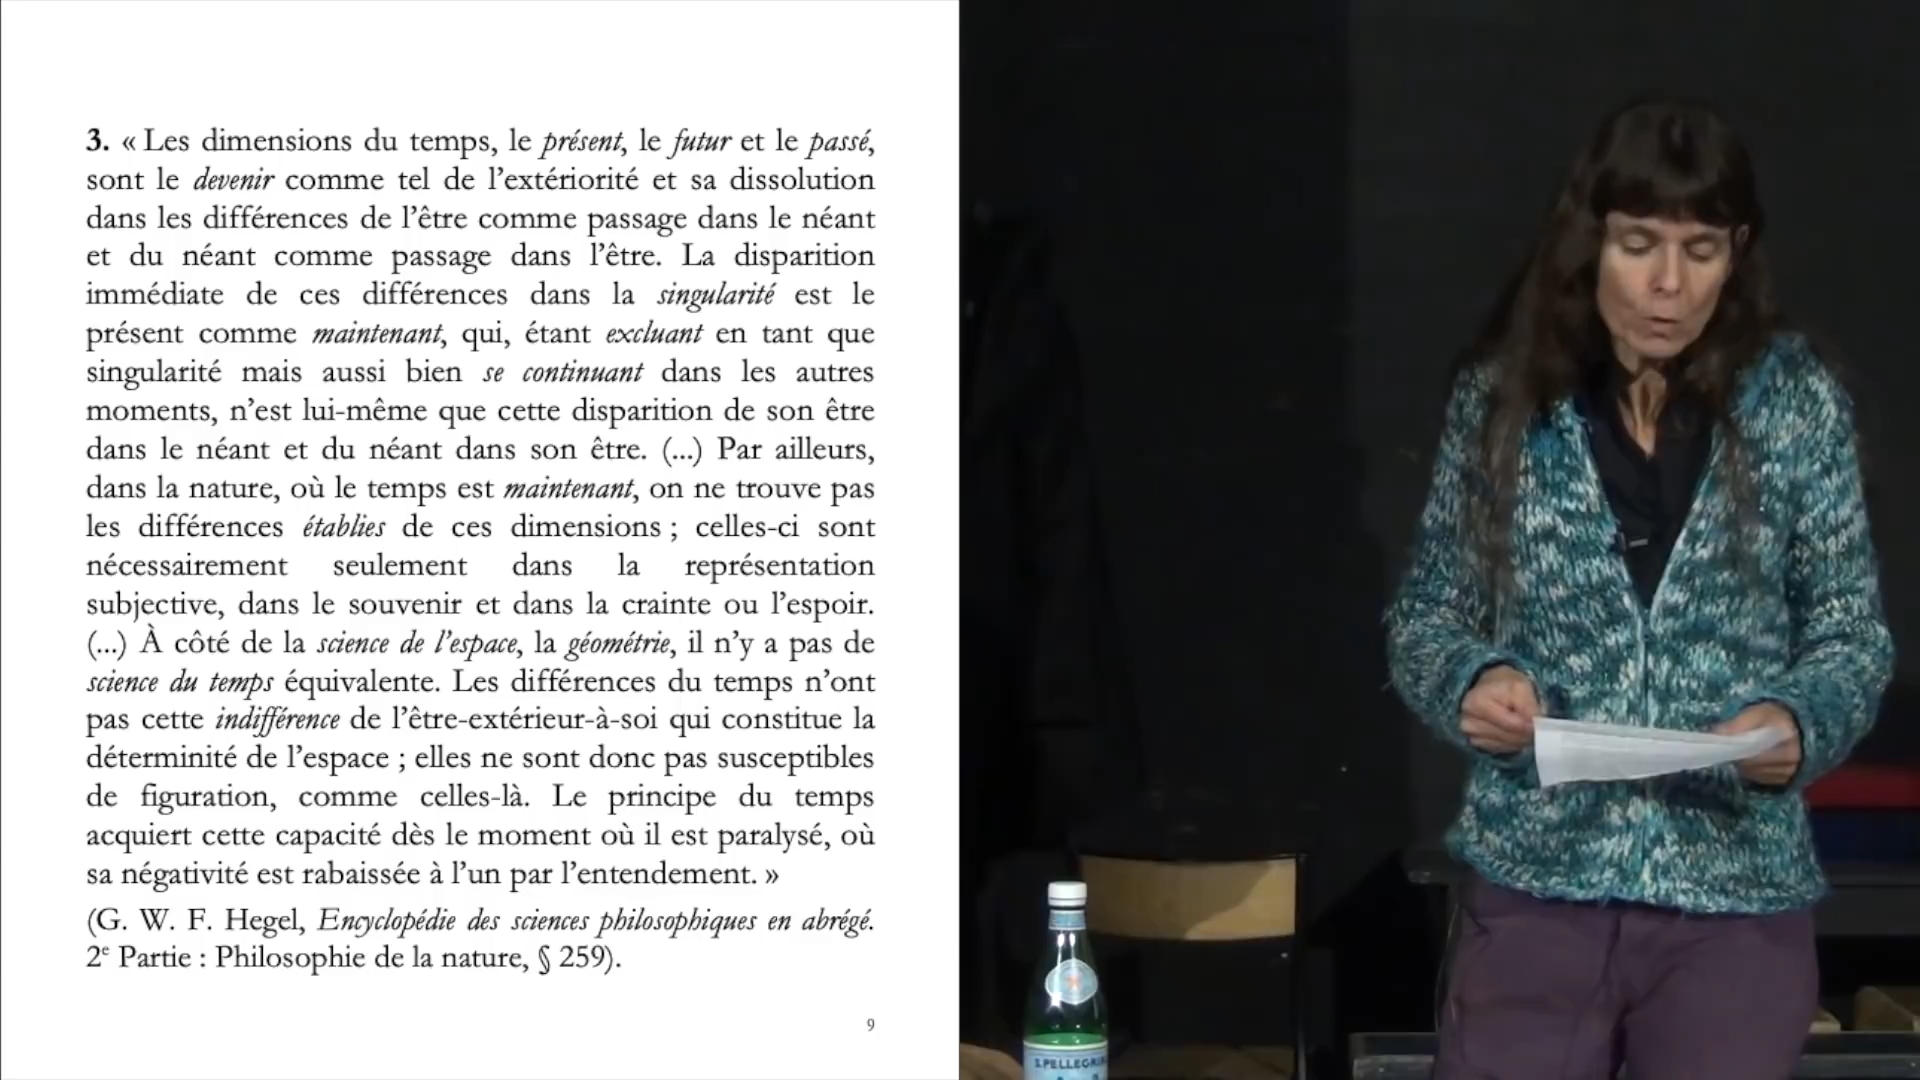 3. « Les dimensions du temps, le présent, le futur et le passé,
sont le devenir comme tel de l’extériorité et sa dissolution
dans les différences de l’être comme passage dans le néant
et du néant comme passage dans l’être. La disparition
immédiate de ces différences dans la singularité est le
présent comme maintenant, qui, étant excluant en tant que
singularité mais aussi bien se continuant dans les autres
moments, n’est lui-même que cette disparition de son être
dans le néant et du néant dans son être. (...) Par ailleurs,
dans la nature, où le temps est maintenant, on ne trouve pas
les différences établies de ces dimensions ; celles-ci sont
nécessairement seulement dans la représentation
subjective, dans le souvenir et dans la crainte ou l’espoir.
(...) À côté de la science de l’espace, la géométrie, il n’y a pas de
science du temps équivalente. Les différences du temps n’ont
pas cette indifférence de l’être-extérieur-à-soi qui constitue la
déterminité de l’espace ; elles ne sont donc pas susceptibles
de figuration, comme celles-là. Le principe du temps
acquiert cette capacité dès le moment où il est paralysé, où
sa négativité est rabaissée à l’un par l’entendement. »
(G. W. F. Hegel, Encyclopédie des sciences philosophiques en abrégé.
2e Partie : Philosophie de la nature, § 259).
9
S.PELLEGRI